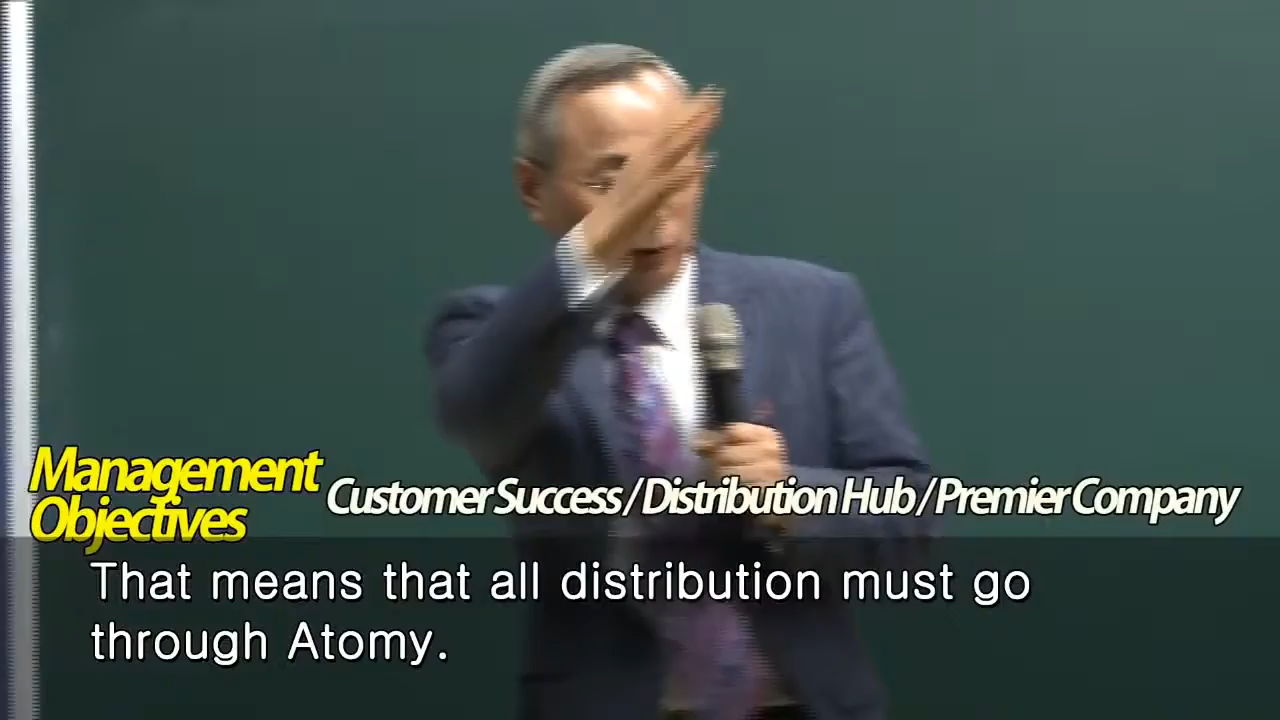 Management
Objectives
Customer Success / Distribution Hub / Premier Company
That means that all distribution must go
through Atomy.